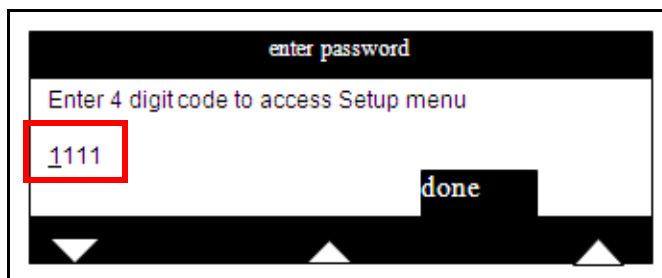 enter password
Enter 4 digit code to access Setup menu
1111
done